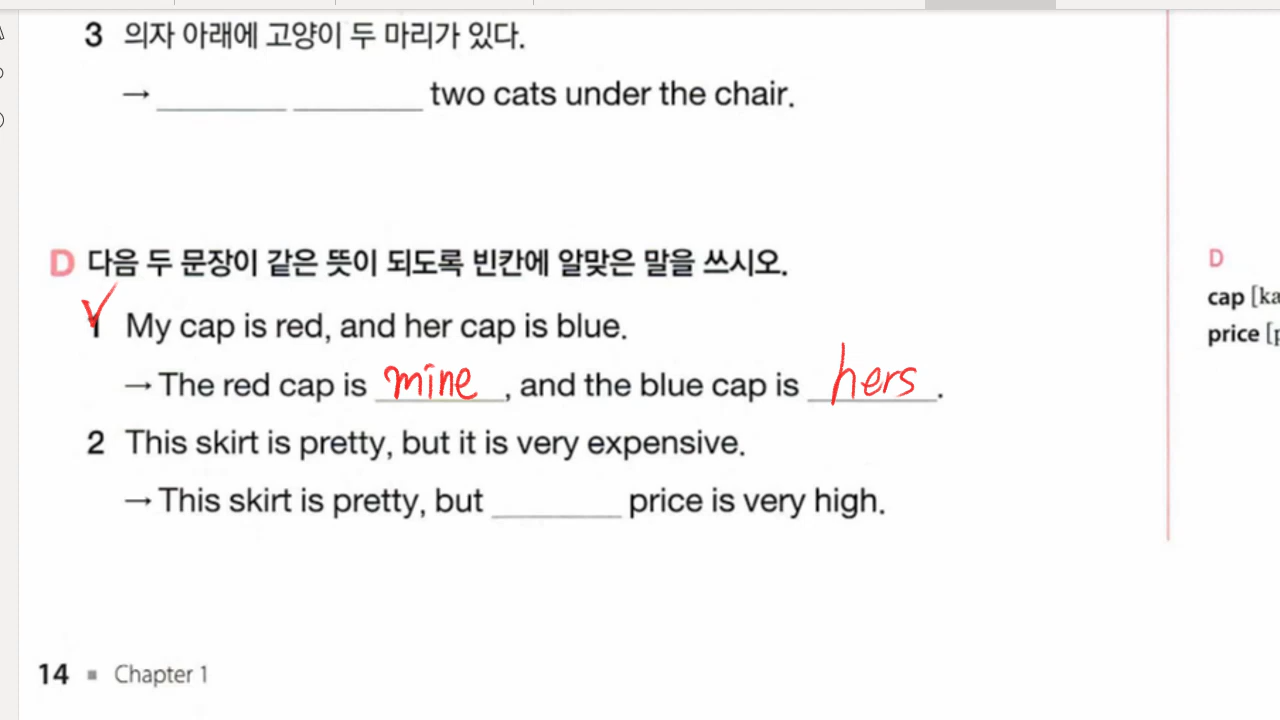 3 의자 아래에 고양이 두 마리가 있다.
→ ________ ________ two cats under the chair.
D 다음 두 문장이 같은 뜻이 되도록 빈칸에 알맞은 말을 쓰시오.
1 My cap is red, and her cap is blue.
→ The red cap is mine, and the blue cap is hers.
2 This skirt is pretty, but it is very expensive.
→ This skirt is pretty, but ________ price is very high.
D
cap
price
14 ■ Chapter 1